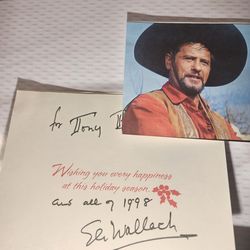 for Tony
Wishing you every happiness
at this holiday season.
and all of 1998
Eli Wallach